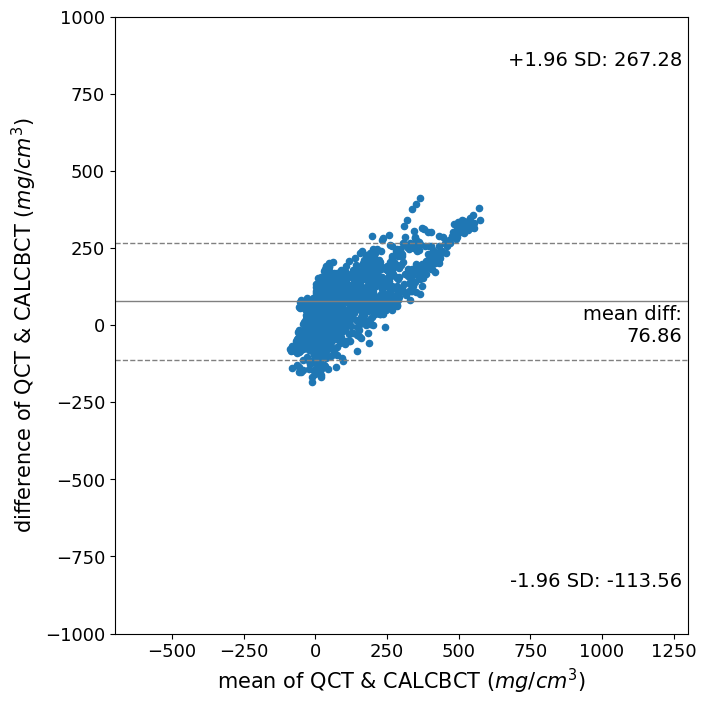 1000
750
500
250
0
−250
−500
−750
−1000
difference of QCT & CALCBCT (mg/cm³)
+1.96 SD: 267.28
mean diff:
76.86
-1.96 SD: -113.56
−500 −250 0 250 500 750 1000 1250
mean of QCT & CALCBCT (mg/cm³)